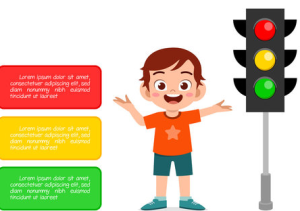 Lorem ipsum dolor sit amet,
consectetuer adipiscing elit, sed
diam nonummy nibh euismod
tincidunt ut laoreet
Lorem ipsum dolor sit amet,
consectetuer adipiscing elit, sed
diam nonummy nibh euismod
tincidunt ut laoreet
Lorem ipsum dolor sit amet,
consectetuer adipiscing elit, sed
diam nonummy nibh euismod
tincidunt ut laoreet